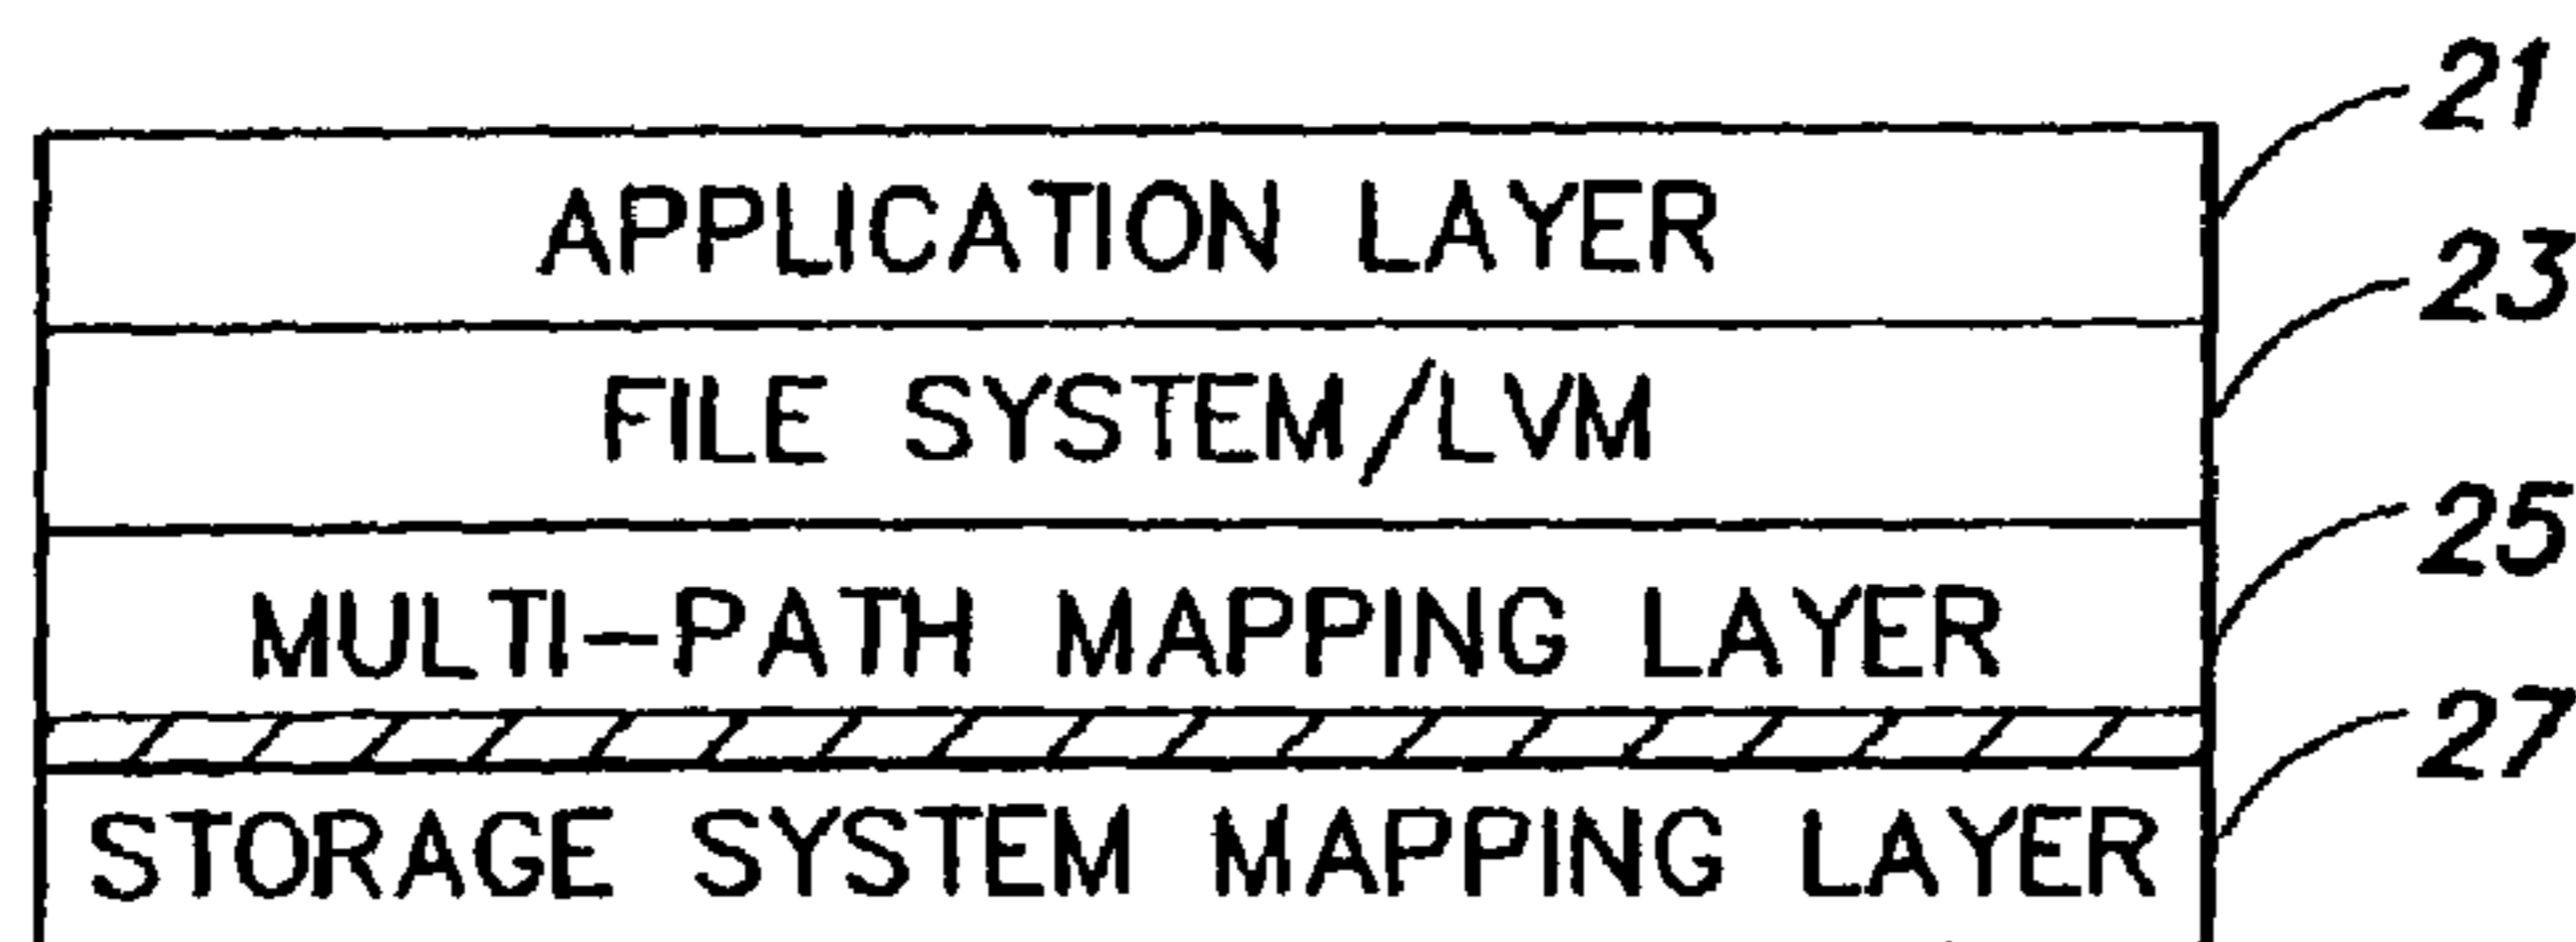 21
APPLICATION LAYER
23
FILE SYSTEM/LVM
25
MULTI-PATH MAPPING LAYER
27
STORAGE SYSTEM MAPPING LAYER